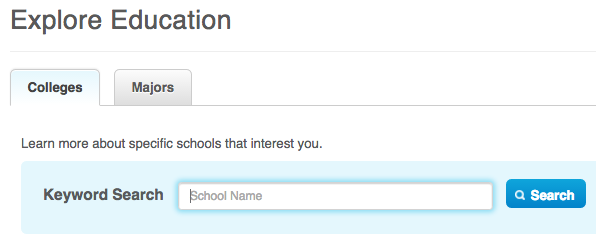 Explore Education
Colleges Majors
Learn more about specific schools that interest you.
Keyword Search School Name Search